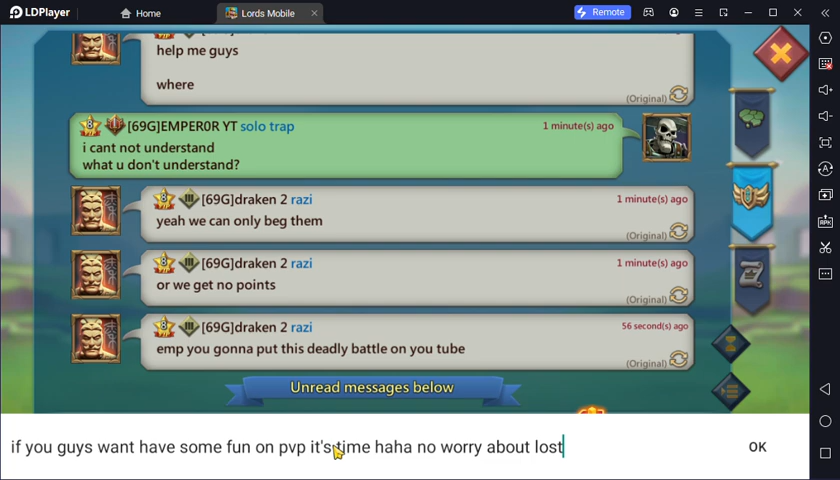 LDPlayer
Home
Lords Mobile
Remote
help me guys
where
(Original)
[69G]EMPER0R YT solo trap
1 minute(s) ago
i cant not understand
what u don't understand?
[69G]draken 2 razi
1 minute(s) ago
yeah we can only beg them
(Original)
[69G]draken 2 razi
1 minute(s) ago
or we get no points
(Original)
[69G]draken 2 razi
56 second(s) ago
emp you gonna put this deadly battle on you tube
(Original)
Unread messages below
if you guys want have some fun on pvp it's time haha no worry about lost
OK